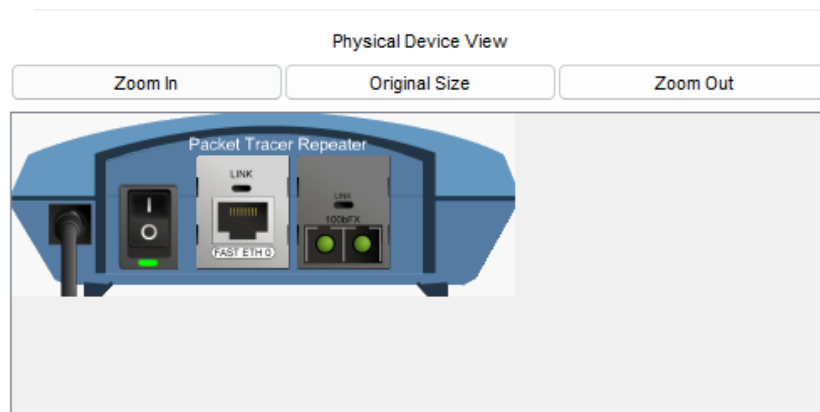 Physical Device View
Zoom In
Original Size
Zoom Out
Packet Tracer Repeater
LINK
LINK
100bFX
FAST ETH 0